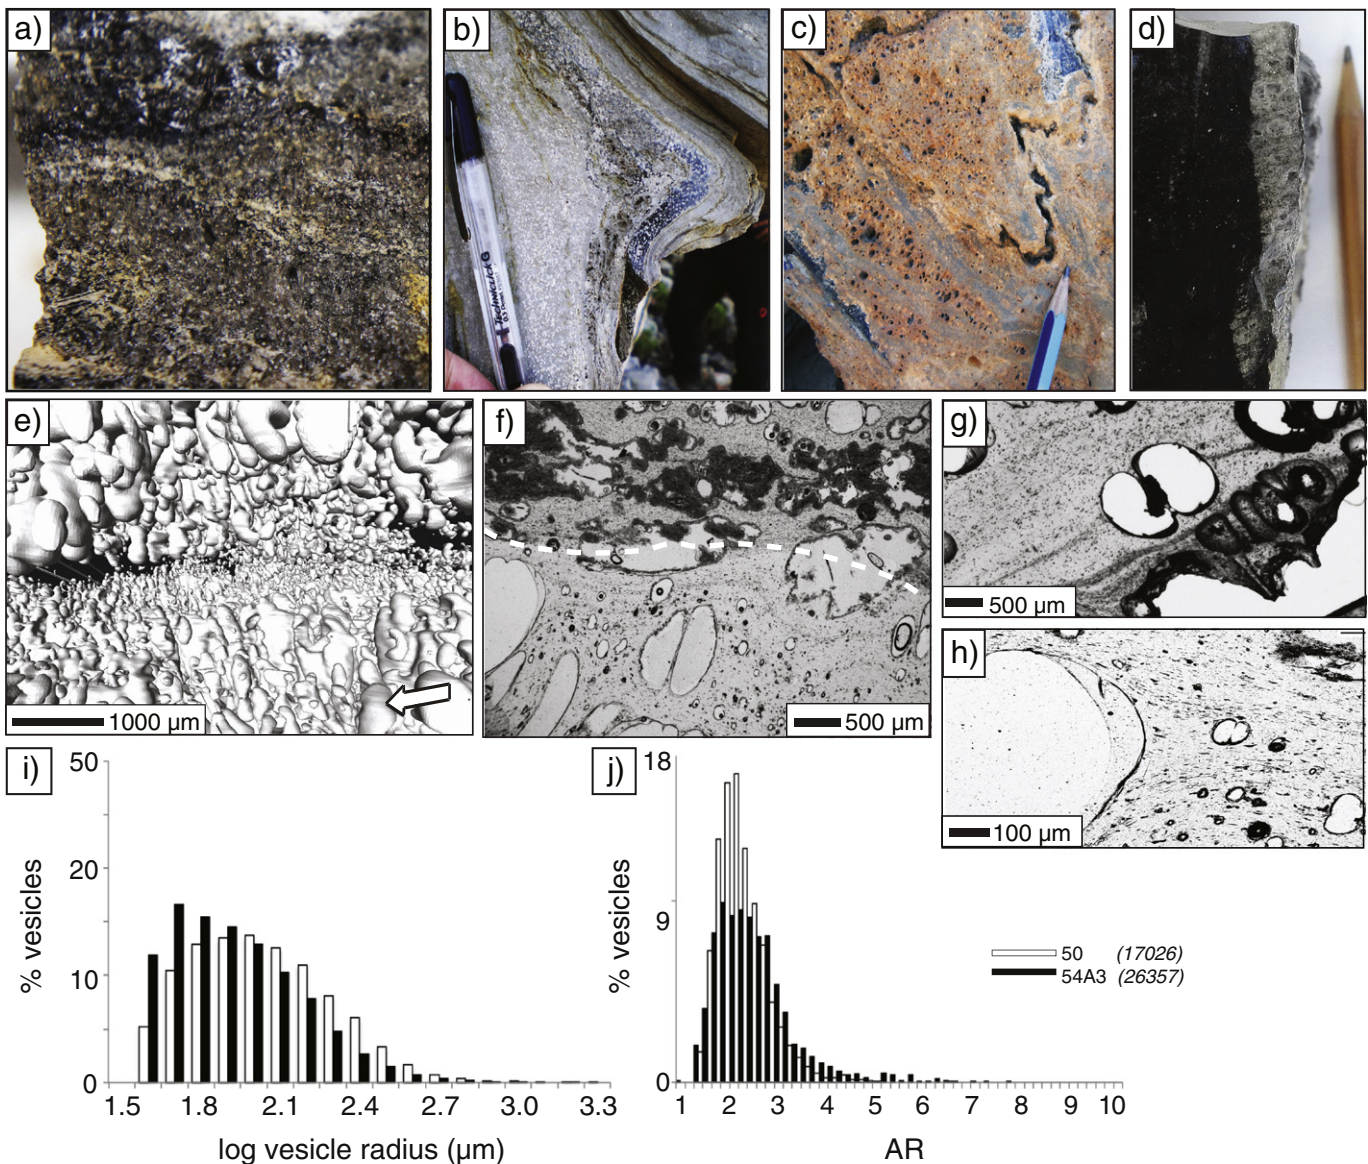 a)
b)
c)
d)
TECHNICLICK G
e)
1000 µm
f)
500 µm
g)
500 µm
h)
100 µm
i)
50
20
10
0
% vesicles
1.5 1.8 2.1 2.4 2.7 3.0 3.3
log vesicle radius (µm)
j)
18
9
0
% vesicles
1 2 3 4 5 6 7 8 9 10
AR
50 (17026)
54A3 (26357)